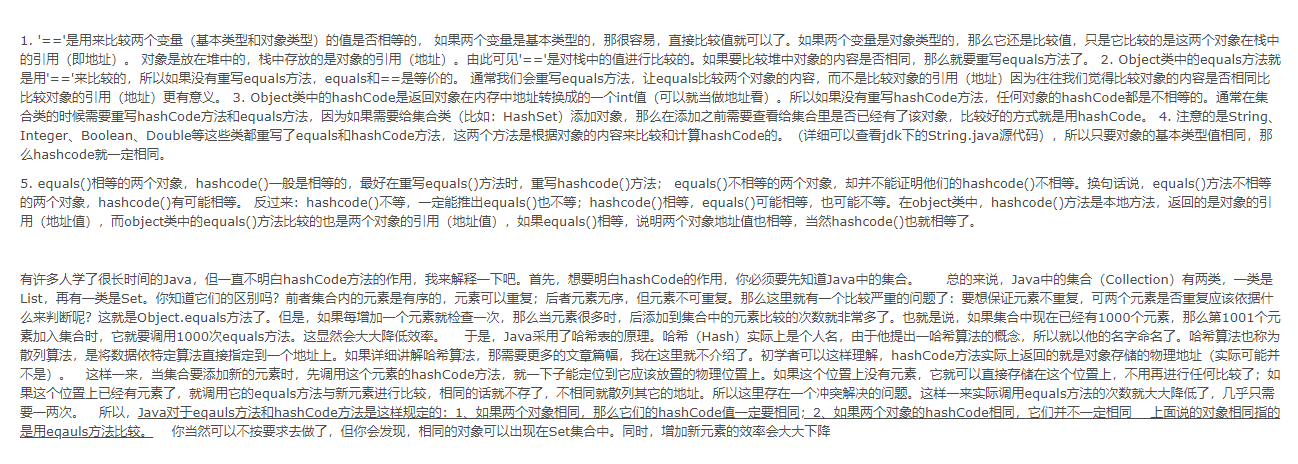 1. '=='是用来比较两个变量（基本类型和对象类型）的值是否相等的， 如果两个变量是基本类型的，那很容易，直接比较值就可以了。如果两个变量是对象类型的，那么它还是比较值，只是它比较的是这两个对象在栈中
的引用（即地址）。 对象是放在堆中的，栈中存放的是对象的引用（地址）。由此可见'=='是对栈中的值进行比较的。如果要比较堆中对象的内容是否相同，那么就要重写equals方法了。 2. Object类中的equals方法就
是用'=='来比较的，所以如果没有重写equals方法，equals和==是等价的。 通常我们会重写equals方法，让equals比较两个对象的内容，而不是比较对象的引用（地址）因为往往我们觉得比较对象的内容是否相同比
比较对象的引用（地址）更有意义。 3. Object类中的hashCode是返回对象在内存中地址转换成的一个int值（可以就当做地址看）。所以如果没有重写hashCode方法，任何对象的hashCode都是不相等的。通常在集
合类的时候需要重写hashCode方法和equals方法，因为如果需要给集合类（比如：HashSet）添加对象，那么在添加之前需要查看给集合里是否已经有了该对象，比较好的方式就是用hashCode。 4. 注意的是String、
Integer、Boolean、Double等这些类都重写了equals和hashCode方法，这两个方法是根据对象的内容来比较和计算hashCode的。（详细可以查看jdk下的String.java源代码），所以只要对象的基本类型值相同，那
么hashcode就一定相同。
5. equals()相等的两个对象，hashcode()一般是相等的，最好在重写equals()方法时，重写hashcode()方法； equals()不相等的两个对象，却并不能证明他们的hashcode()不相等。换句话说，equals()方法不相等
的两个对象，hashcode()有可能相等。 反过来：hashcode()不等，一定能推出equals()也不等；hashcode()相等，equals()可能相等，也可能不等。在object类中，hashcode()方法是本地方法，返回的是对象的引
用（地址值），而object类中的equals()方法比较的也是两个对象的引用（地址值），如果equals()相等，说明两个对象地址值也相等，当然hashcode()也就相等了。
有许多人学了很长时间的Java，但一直不明白hashCode方法的作用，我来解释一下吧。首先，想要明白hashCode的作用，你必须要先知道Java中的集合。　　总的来说，Java中的集合（Collection）有两类，一类是
List，再有一类是Set。你知道它们的区别吗？前者集合内的元素是有序的，元素可以重复；后者元素无序，但元素不可重复。那么这里就有一个比较严重的问题了：要想保证元素不重复，可两个元素是否重复应该依据什
么来判断呢？这就是Object.equals方法了。但是，如果每增加一个元素就检查一次，那么当元素很多时，后添加到集合中的元素比较的次数就非常多了。也就是说，如果集合中现在已经有1000个元素，那么第1001个元
素加入集合时，它就要调用1000次equals方法。这显然会大大降低效率。　 于是，Java采用了哈希表的原理。哈希（Hash）实际上是个人名，由于他提出一哈希算法的概念，所以就以他的名字命名了。哈希算法也称为
散列算法，是将数据依特定算法直接指定到一个地址上。如果详细讲解哈希算法，那需要更多的文章篇幅，我在这里就不介绍了。初学者可以这样理解，hashCode方法实际上返回的就是对象存储的物理地址（实际可能并
不是）。　 这样一来，当集合要添加新的元素时，先调用这个元素的hashCode方法，就一下子能定位到它应该放置的物理位置上。如果这个位置上没有元素，它就可以直接存储在这个位置上，不用再进行任何比较了；如
果这个位置上已经有元素了，就调用它的equals方法与新元素进行比较，相同的话就不存了，不相同就散列其它的地址。所以这里存在一个冲突解决的问题。这样一来实际调用equals方法的次数就大大降低了，几乎只需
要一两次。　 所以，Java对于eqauls方法和hashCode方法是这样规定的：1、如果两个对象相同，那么它们的hashCode值一定要相同；2、如果两个对象的hashCode相同，它们并不一定相同　 上面说的对象相同指的
是用eqauls方法比较。　 你当然可以不按要求去做了，但你会发现，相同的对象可以出现在Set集合中。同时，增加新元素的效率会大大下降